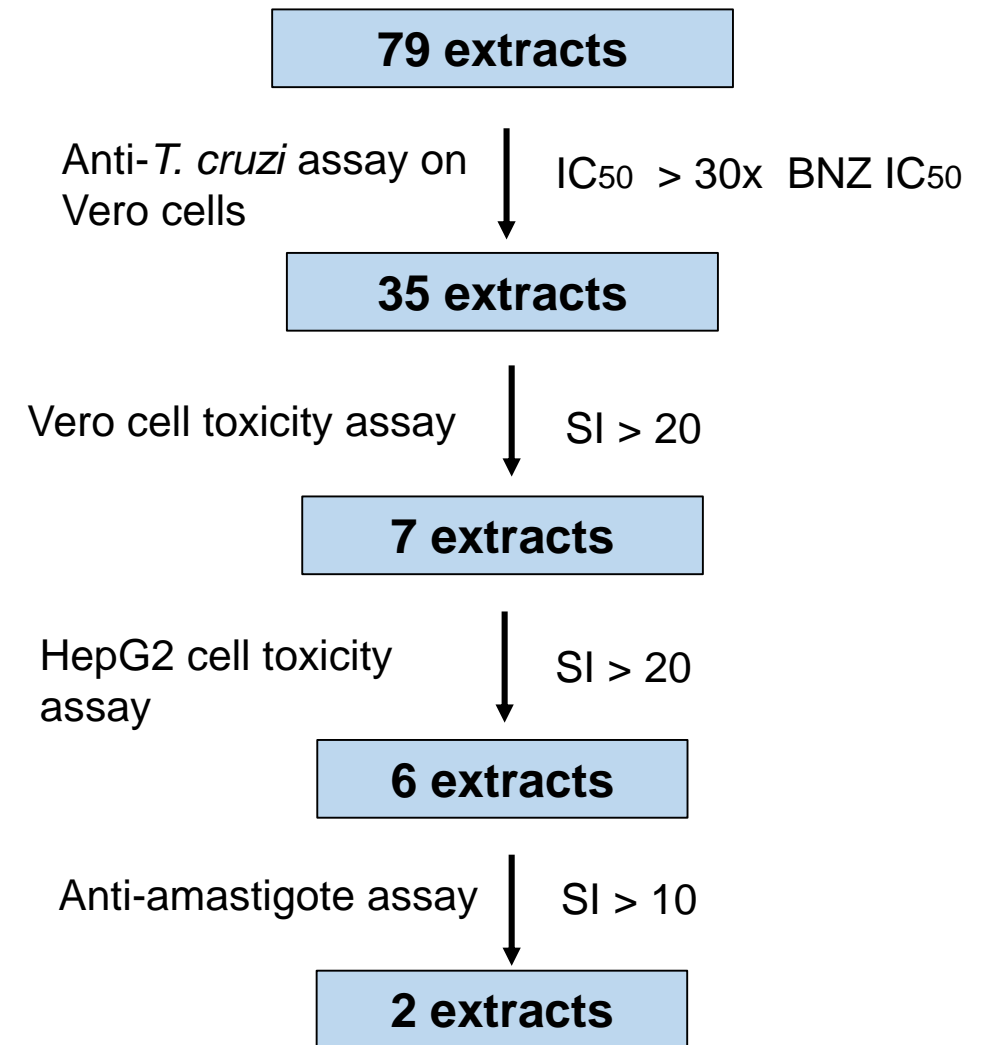 79 extracts
Anti-T. cruzi assay on
Vero cells
IC50 > 30x BNZ IC50
35 extracts
Vero cell toxicity assay
SI > 20
7 extracts
HepG2 cell toxicity
assay
SI > 20
6 extracts
Anti-amastigote assay
SI > 10
2 extracts